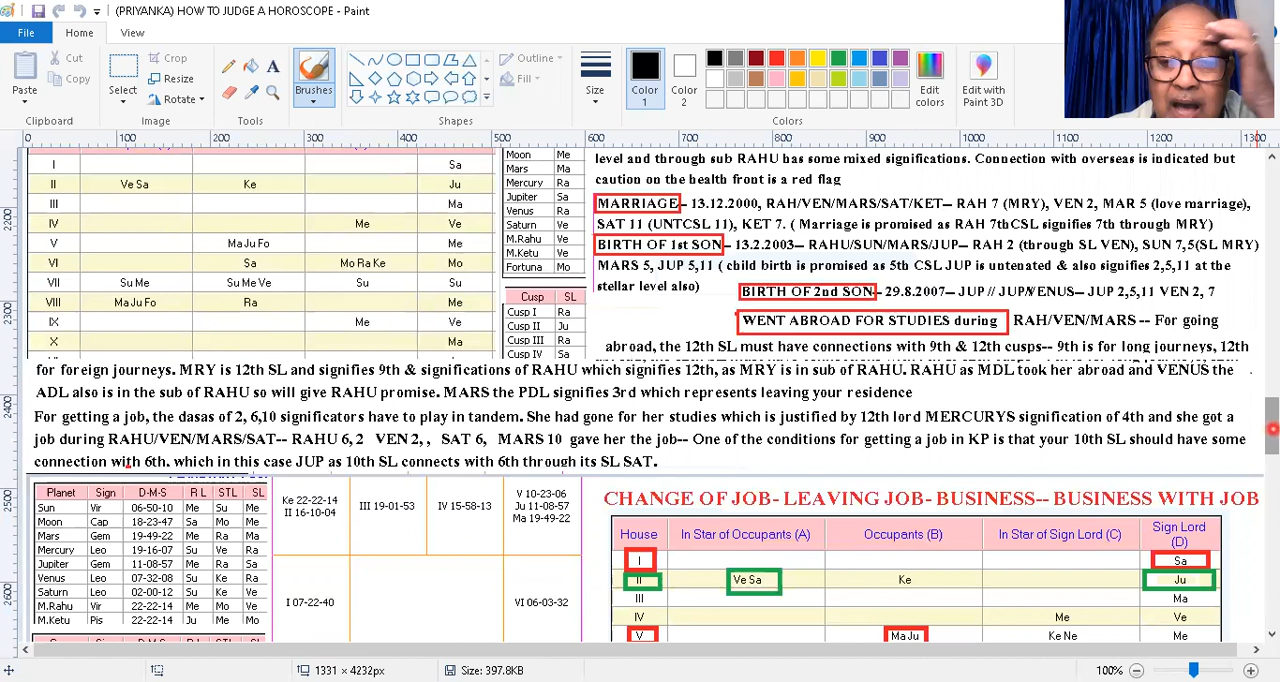 (PRIYANKA) HOW TO JUDGE A HOROSCOPE - Paint
File Home View
Paste Cut Copy Select Crop Resize Rotate Brushes Outline Fill Size Color 1 Color 2 Edit colors Edit with Paint 3D
Clipboard Image Tools Shapes Colors
0 100 200 300 400 500 600 700 800 900 1000 1100 1200 1300
I Sa
II Ve Sa Ke Ju
III Ma
IV Me Ve
V Ma Ju Fo Me
VI Sa Mo Ra Ke Mo
VII Su Me Su Me Ve Su
VIII Ma Ju Fo Ra Me
IX Me Ve
X Ma
Moon Me
Mars Ma
Mercury Ra
Jupiter Sa
Venus Ra
Saturn Ve
M.Rahu Ve
M.Ketu Ve
Fortuna Mo
Cusp SL
Cusp I Ra
Cusp II Ju
Cusp III Ra
Cusp IV Sa
level and through sub RAHU has some mixed significations. Connection with overseas is indicated but
caution on the health front is a red flag
MARRIAGE– 13.12.2000, RAH/VEN/MARS/SAT/KET– RAH 7 (MRY), VEN 2, MAR 5 (love marriage),
SAT 11 (UNTCSL 11), KET 7. ( Marriage is promised as RAH 7thCSL signifies 7th through MRY)
BIRTH OF 1st SON – 13.2.2003– RAHU/SUN/MARS/JUP– RAH 2 (through SL VEN), SUN 7,5(SL MRY)
MARS 5, JUP 5,11 ( child birth is promised as 5th CSL JUP is untenated & also signifies 2,5,11 at the
stellar level also)
BIRTH OF 2nd SON– 29.8.2007– JUP // JUP/VENUS– JUP 2,5,11 VEN 2, 7
WENT ABROAD FOR STUDIES during RAH/VEN/MARS -- For going
abroad, the 12th SL must have connections with 9th & 12th cusps-- 9th is for long journeys, 12th
for foreign journeys. MRY is 12th SL and signifies 9th & significations of RAHU which signifies 12th, as MRY is in sub of RAHU. RAHU as MDL took her abroad and VENUS the
ADL also is in the sub of RAHU so will give RAHU promise. MARS the PDL signifies 3rd which represents leaving your residence
For getting a job, the dasas of 2, 6,10 significators have to play in tandem. She had gone for her studies which is justified by 12th lord MERCURYS signification of 4th and she got a
job during RAHU/VEN/MARS/SAT-- RAHU 6, 2 VEN 2, , SAT 6, MARS 10 gave her the job-- One of the conditions for getting a job in KP is that your 10th SL should have some
connection with 6th. which in this case JUP as 10th SL connects with 6th through its SL SAT.
Planet Sign D-M-S R L STL SL
Sun Vir 06-50-10 Me Su Me
Moon Cap 18-23-47 Sa Mo Me
Mars Gem 19-49-22 Me Ra Ma
Mercury Leo 19-16-07 Su Ve Ra
Jupiter Gem 11-08-57 Me Ra Sa
Venus Leo 07-32-08 Su Ke Ra
Saturn Leo 02-00-12 Su Ke Ve
M.Rahu Vir 22-22-14 Me Mo Ve
M.Ketu Pis 22-22-14 Ju Me Mo
Ke 22-22-14
II 16-10-04
III 19-01-53
IV 15-58-13
V 10-23-06
Ju 11-08-57
Ma 19-49-22
I 07-22-40
VI 06-03-32
CHANGE OF JOB- LEAVING JOB- BUSINESS-- BUSINESS WITH JOB
House In Star of Occupants (A) Occupants (B) In Star of Sign Lord (C) Sign Lord (D)
I Sa
II Ve Sa Ke Ju
III Ma
IV Me Ve
V Ma Ju Ke Ne Me
2200 2300 2400 2500 2600
1331 × 4232px Size: 397.8KB 100%